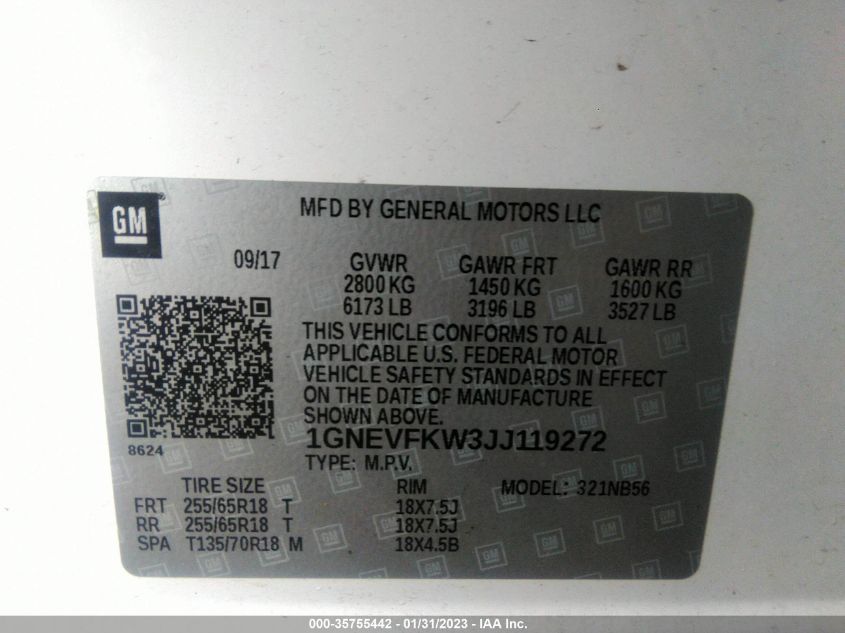 GM
MFD BY GENERAL MOTORS LLC
09/17 GVWR GAWR FRT GAWR RR
2800 KG 1450 KG 1600 KG
6173 LB 3196 LB 3527 LB
THIS VEHICLE CONFORMS TO ALL
APPLICABLE U.S. FEDERAL MOTOR
VEHICLE SAFETY STANDARDS IN EFFECT
ON THE DATE OF MANUFACTURE
SHOWN ABOVE.
8624
1GNEVFKW3JJ119272
TYPE: M.P.V.
TIRE SIZE RIM MODEL: 321NB56
FRT 255/65R18 T 18X7.5J
RR 255/65R18 T 18X7.5J
SPA T135/70R18 M 18X4.5B
000-35755442 - 01/31/2023 - IAA Inc.